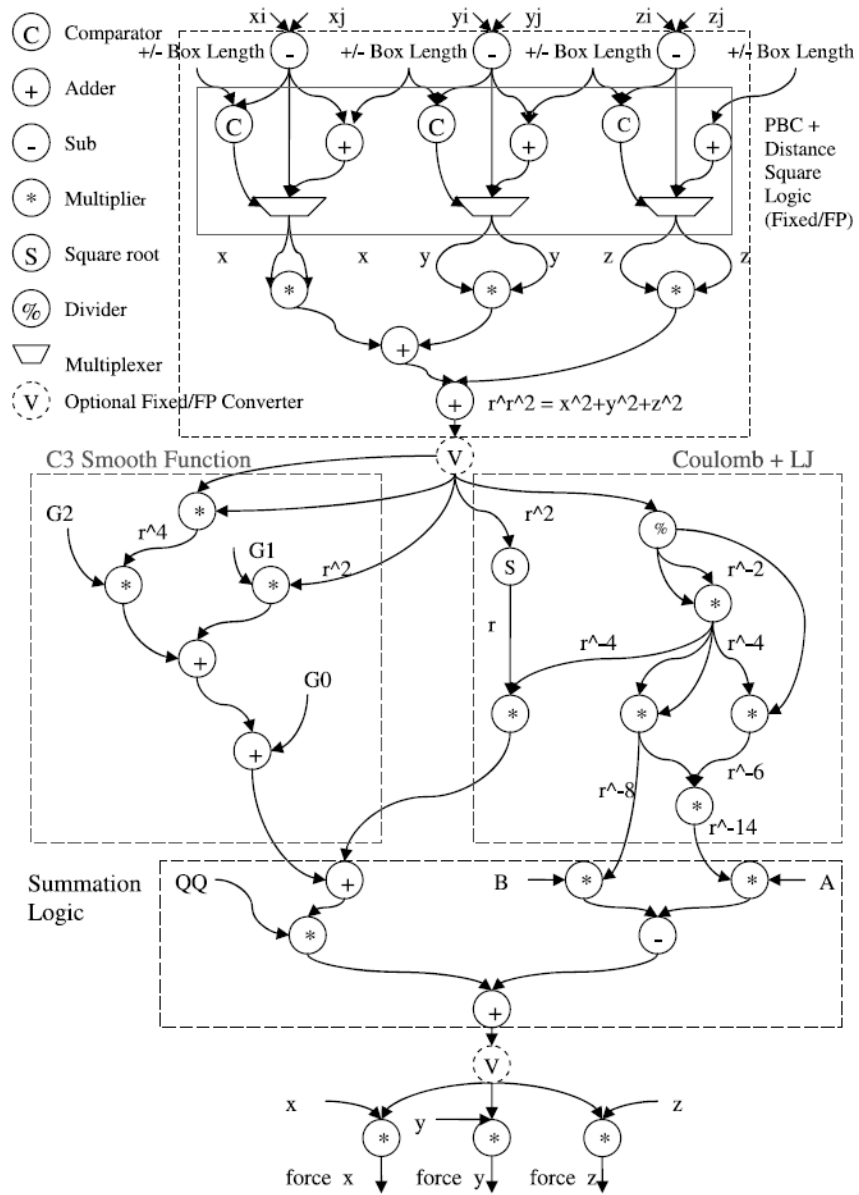 xi xj yi yj zi zj
C Comparator
+/- Box Length - +/- Box Length - +/- Box Length - +/- Box Length
+ Adder
C + C + C +
PBC +
Distance
Square
Logic
(Fixed/FP)
- Sub
* Multiplier
S Square root
x x y y z z
* * *
% Divider
+
Multiplexer
V Optional Fixed/FP Converter
+ r^r^2 = x^2+y^2+z^2
V
C3 Smooth Function
Coulomb + LJ
G2
*
r^4
r^2
%
G1
S
r^-2
*
*
r^2
*
r
r^-4
r^-4
+
G0
*
*
*
+
r^-6
r^-8
*
r^-14
Summation
Logic
QQ
+
B
*
*
A
*
-
+
V
x
y
z
*
*
*
force x
force y
force z